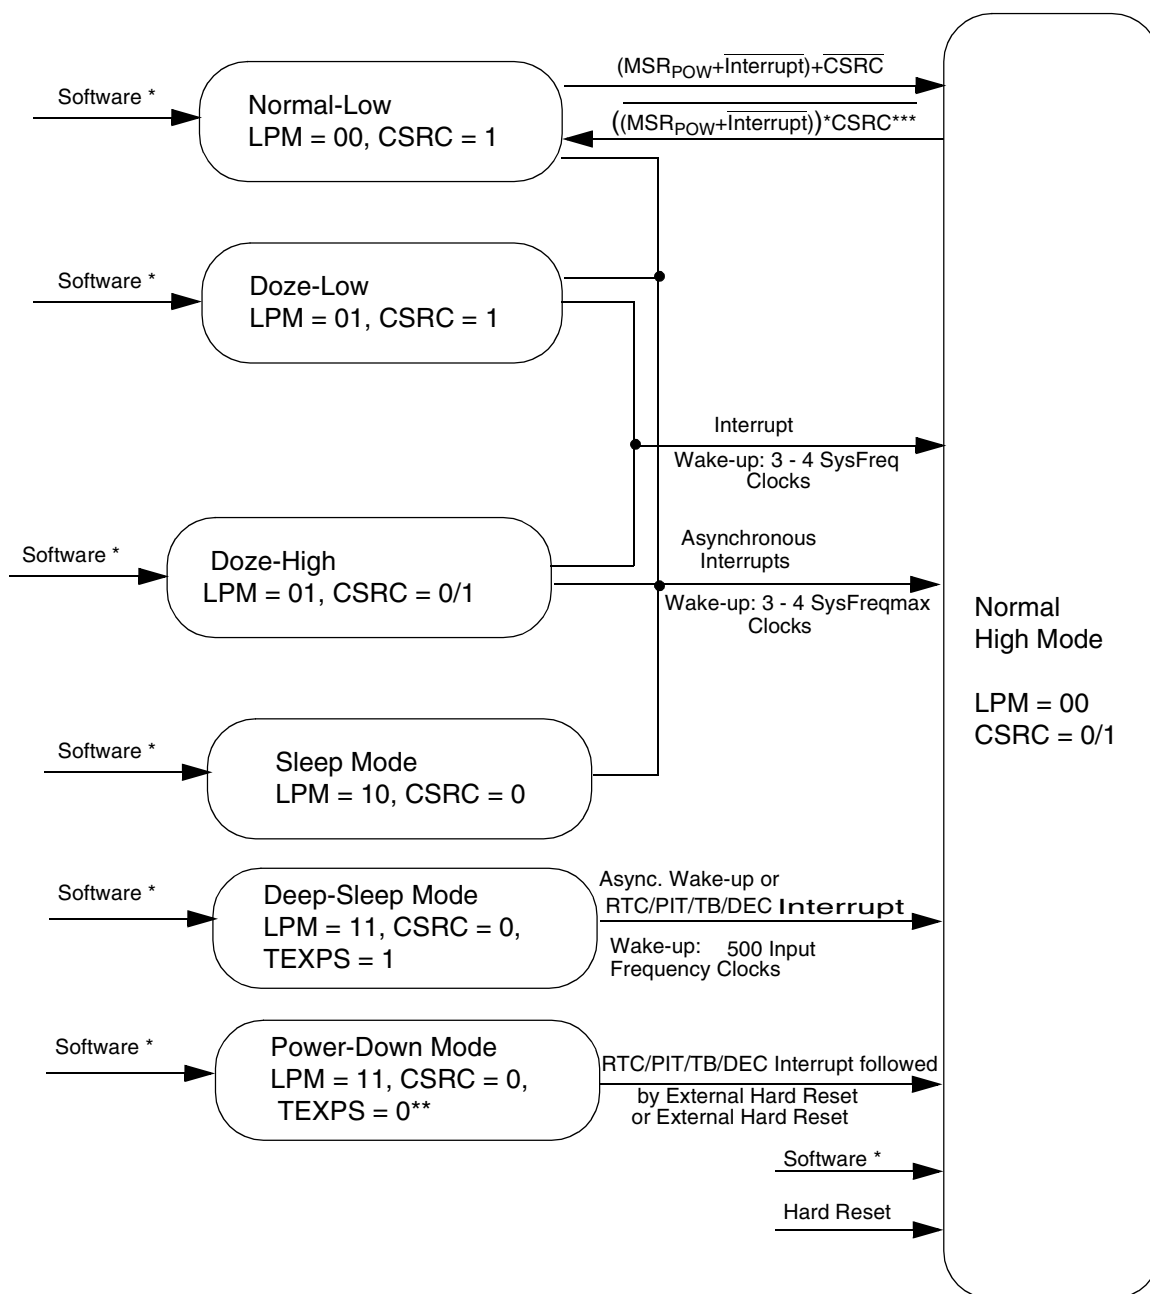 (MSRPOW+Interrupt)+CSRC
Software *
Normal-Low
LPM = 00, CSRC = 1
((MSRPOW+Interrupt))*CSRC***
Software *
Doze-Low
LPM = 01, CSRC = 1
Interrupt
Wake-up: 3 - 4 SysFreq
Clocks
Software *
Doze-High
LPM = 01, CSRC = 0/1
Asynchronous
Interrupts
Wake-up: 3 - 4 SysFreqmax
Clocks
Normal
High Mode
LPM = 00
CSRC = 0/1
Software *
Sleep Mode
LPM = 10, CSRC = 0
Software *
Deep-Sleep Mode
LPM = 11, CSRC = 0,
TEXPS = 1
Async. Wake-up or
RTC/PIT/TB/DEC Interrupt
Wake-up: 500 Input
Frequency Clocks
Software *
Power-Down Mode
LPM = 11, CSRC = 0,
TEXPS = 0**
RTC/PIT/TB/DEC Interrupt followed
by External Hard Reset
or External Hard Reset
Software *
Hard Reset